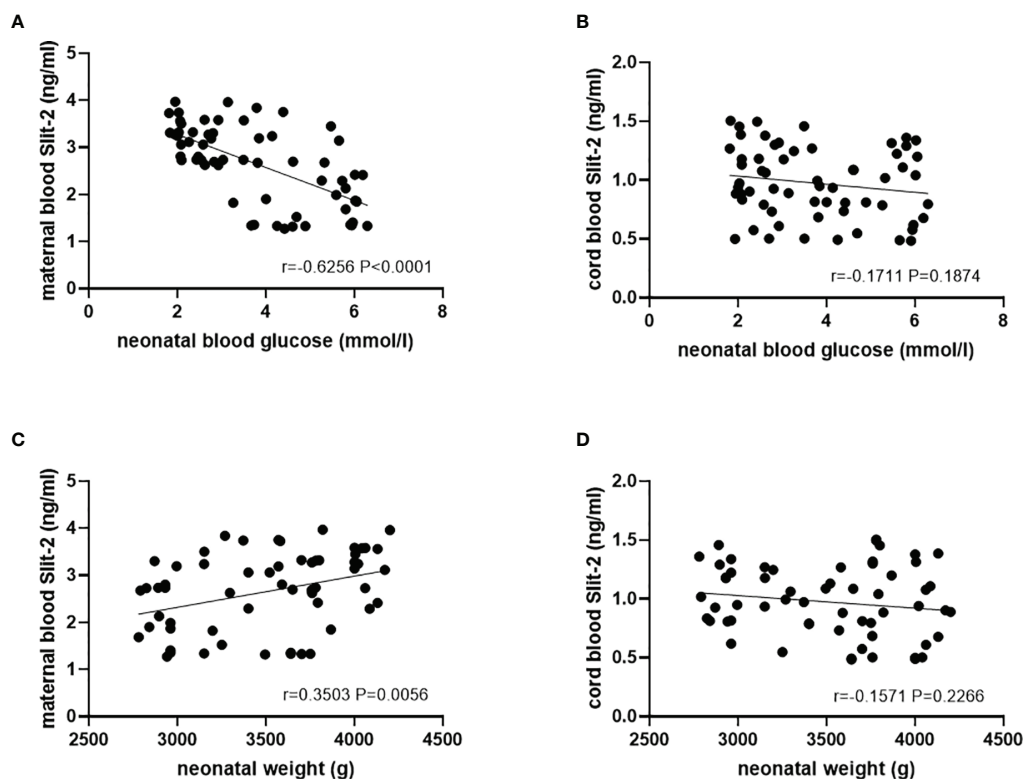 A
maternal blood Slit-2 (ng/ml)
5
4
3
2
1
0
r=-0.6256 P<0.0001
0 2 4 6 8
neonatal blood glucose (mmol/l)
B
cord blood Slit-2 (ng/ml)
2.0
1.5
1.0
0.5
0.0
r=-0.1711 P=0.1874
0 2 4 6 8
neonatal blood glucose (mmol/l)
C
maternal blood Slit-2 (ng/ml)
5
4
3
2
1
0
r=0.3503 P=0.0056
2500 3000 3500 4000 4500
neonatal weight (g)
D
cord blood Slit-2 (ng/ml)
2.0
1.5
1.0
0.5
0.0
r=-0.1571 P=0.2266
2500 3000 3500 4000 4500
neonatal weight (g)